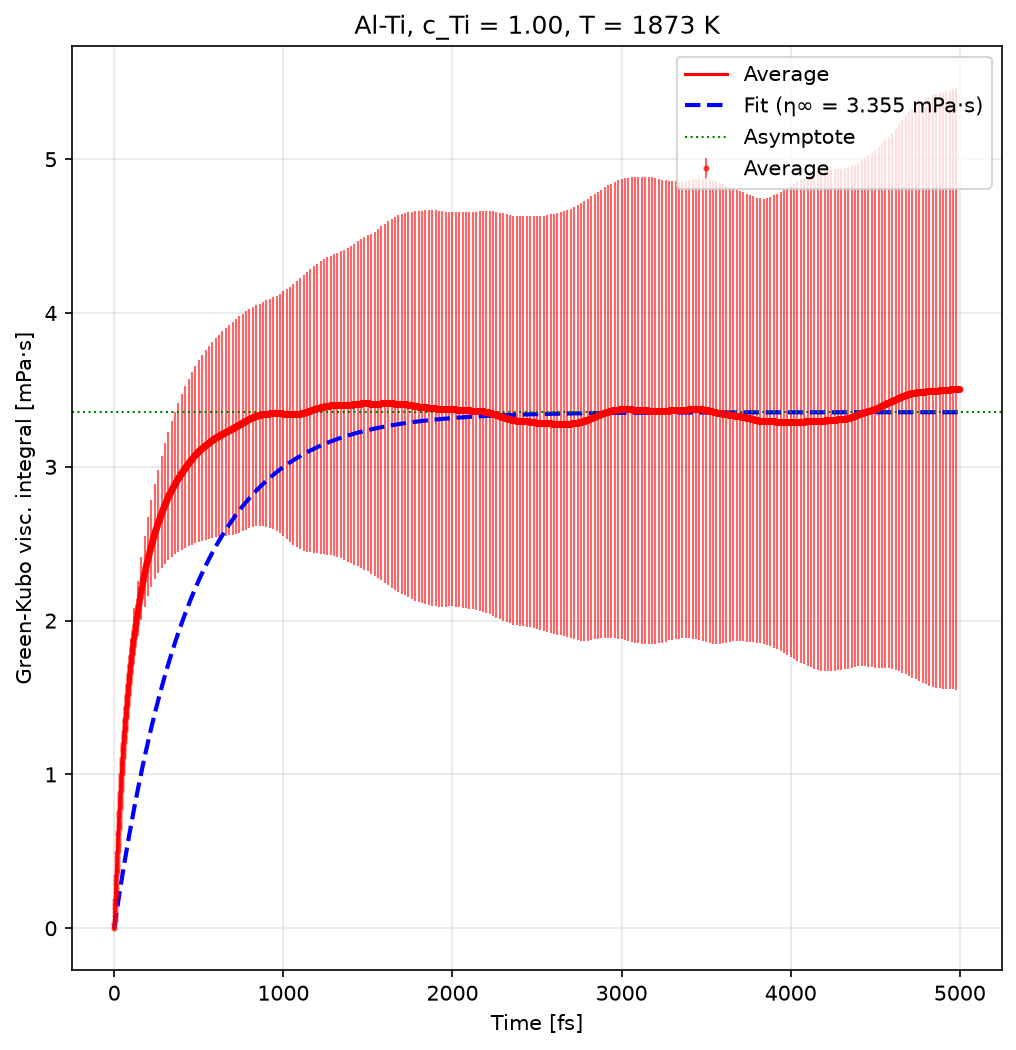 Al-Ti, c_Ti = 1.00, T = 1873 K
Average
Fit (η∞ = 3.355 mPa·s)
Asymptote
Average
Green-Kubo visc. integral [mPa·s]
5
4
3
2
1
0
0 1000 2000 3000 4000 5000
Time [fs]